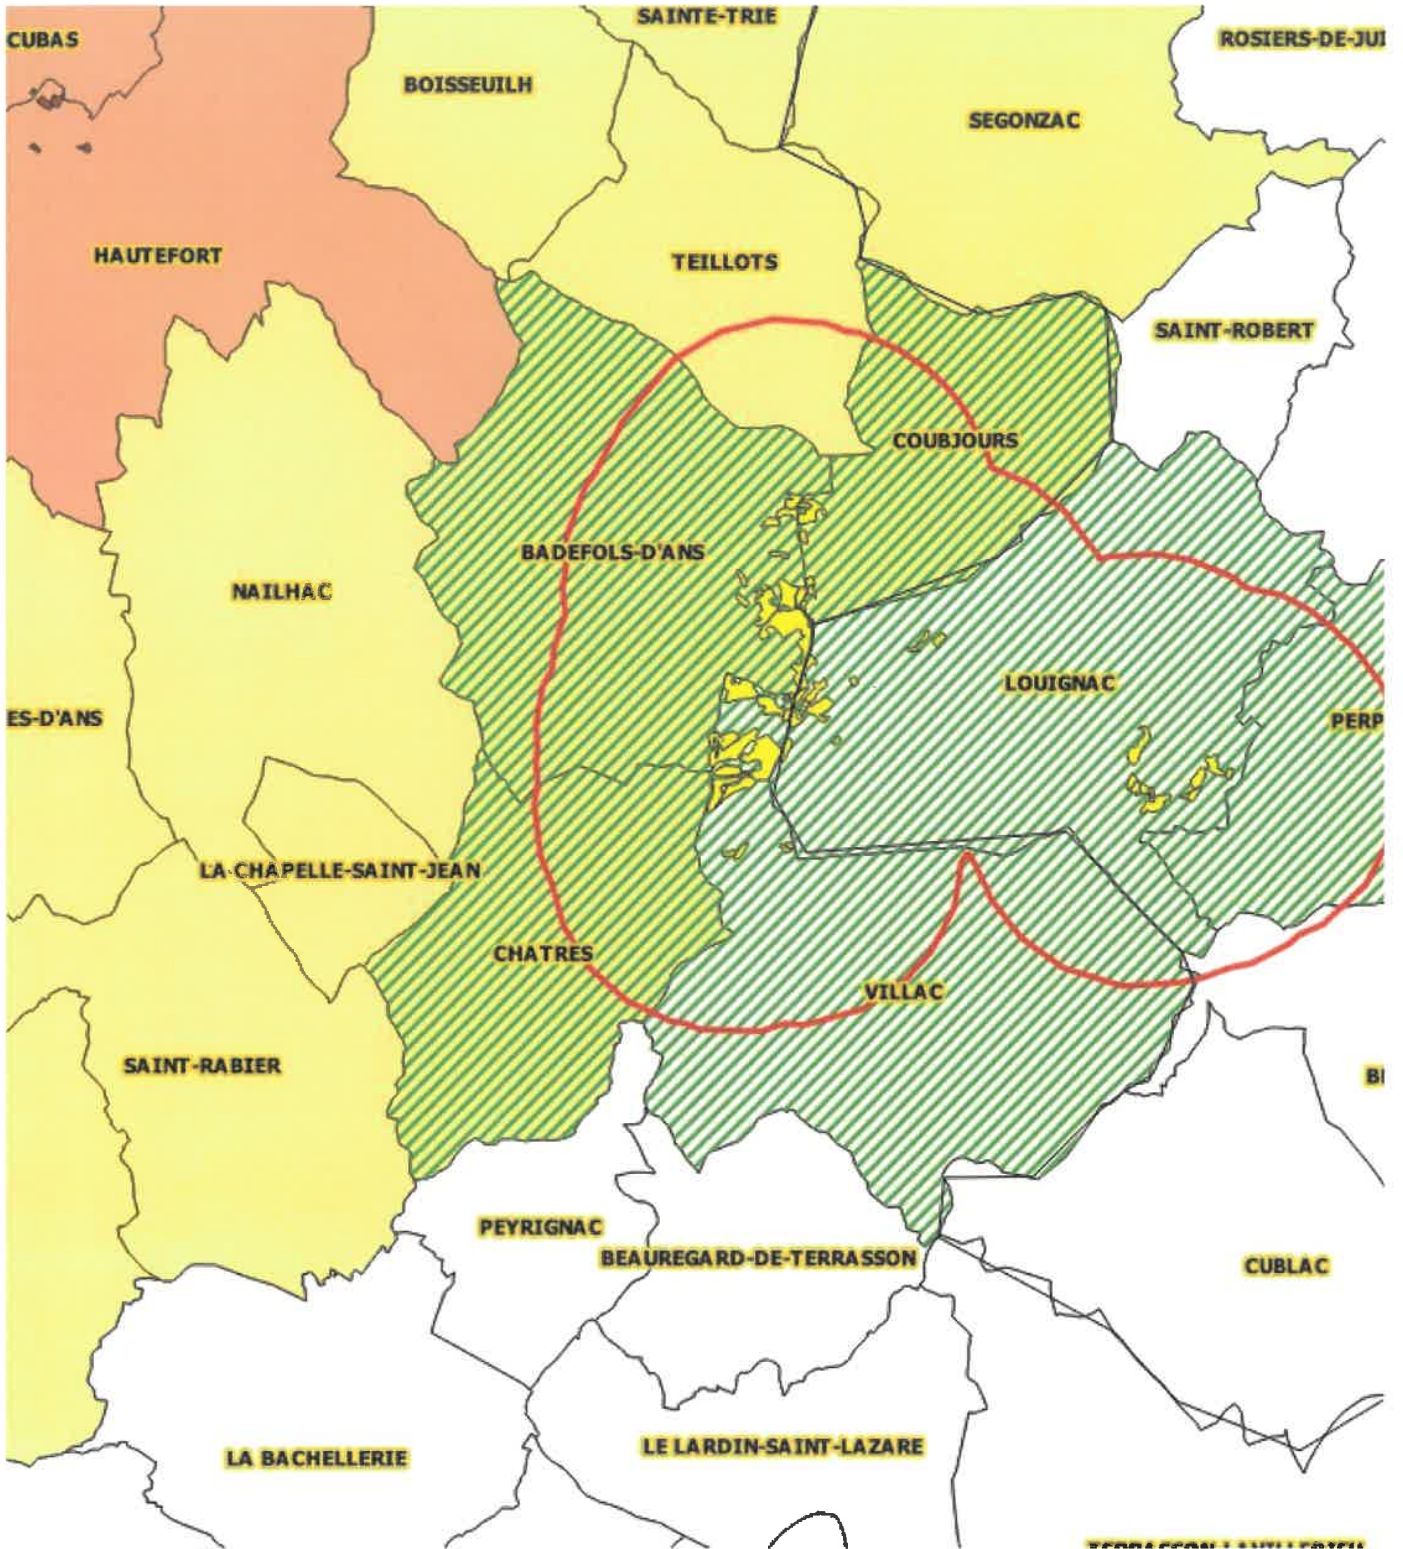 SAINTE-TRIE
CUBAS
ROSIERS-DE-JUI
BOISSEUILH
SEGONZAC
HAUTEFORT
TEILLOTS
SAINT-ROBERT
COUBJOURS
BADEFOLS-D'ANS
NAILHAC
LOUIGNAC
ES-D'ANS
PERP
LA CHAPELLE-SAINT-JEAN
CHATRES
VILLAC
SAINT-RABIER
BI
PEYRIGNAC
BEAUREGARD-DE-TERRASSON
CUBLAC
LE LARDIN-SAINT-LAZARE
LA BACHELLERIE